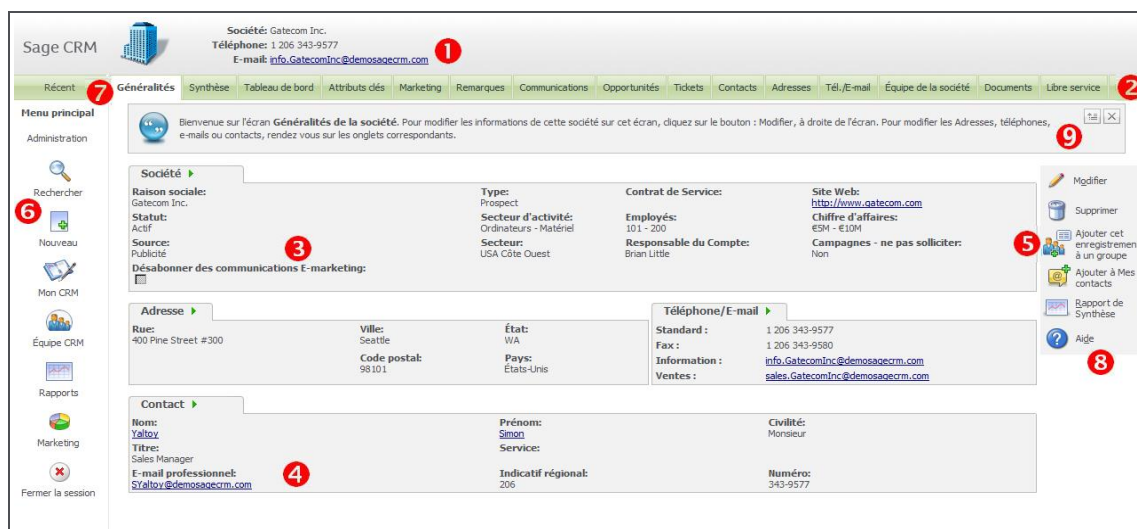 Sage CRM
Société: Gatecom Inc.
Téléphone: 1 206 343-9577
E-mail: info.GatecomInc@demosagecrm.com
1
Récent
7
Généralités Synthèse Tableau de bord Attributs clés Marketing Remarques Communications Opportunités Tickets Contacts Adresses Tél./E-mail Équipe de la société Documents Libre service
2
Menu principal
Administration
Rechercher
6
Nouveau
Mon CRM
Équipe CRM
Rapports
Marketing
Fermer la session
Bienvenue sur l'écran Généralités de la société. Pour modifier les informations de cette société sur cet écran, cliquez sur le bouton : Modifier, à droite de l'écran. Pour modifier les Adresses, téléphones,
e-mails ou contacts, rendez vous sur les onglets correspondants.
9
Société
Raison sociale: Type: Contrat de Service: Site Web:
Gatecom Inc. Prospect http://www.gatecom.com
Statut: Secteur d'activité: Employés: Chiffre d'affaires:
Actif Ordinateurs - Matériel 101 - 200 €5M - €10M
Source: Secteur: Responsable du Compte: Campagnes - ne pas solliciter:
Publicité USA Côte Ouest Brian Little Non
3
Désabonner des communications E-marketing:
Adresse
Rue: Ville: État:
400 Pine Street #300 Seattle WA
Code postal: Pays:
98101 États-Unis
Téléphone/E-mail
Standard : 1 206 343-9577
Fax : 1 206 343-9580
Information : info.GatecomInc@demosagecrm.com
Ventes : sales.GatecomInc@demosagecrm.com
Contact
Nom: Prénom: Civilité:
Yaltoy Simon Monsieur
Titre: Service:
Sales Manager
E-mail professionnel: Indicatif régional: Numéro:
SYaltoy@demosagecrm.com 206 343-9577
4
Modifier
Supprimer
5
Ajouter cet
enregistremen
à un groupe
Ajouter à Mes
contacts
Rapport de
Synthèse
Aide
8